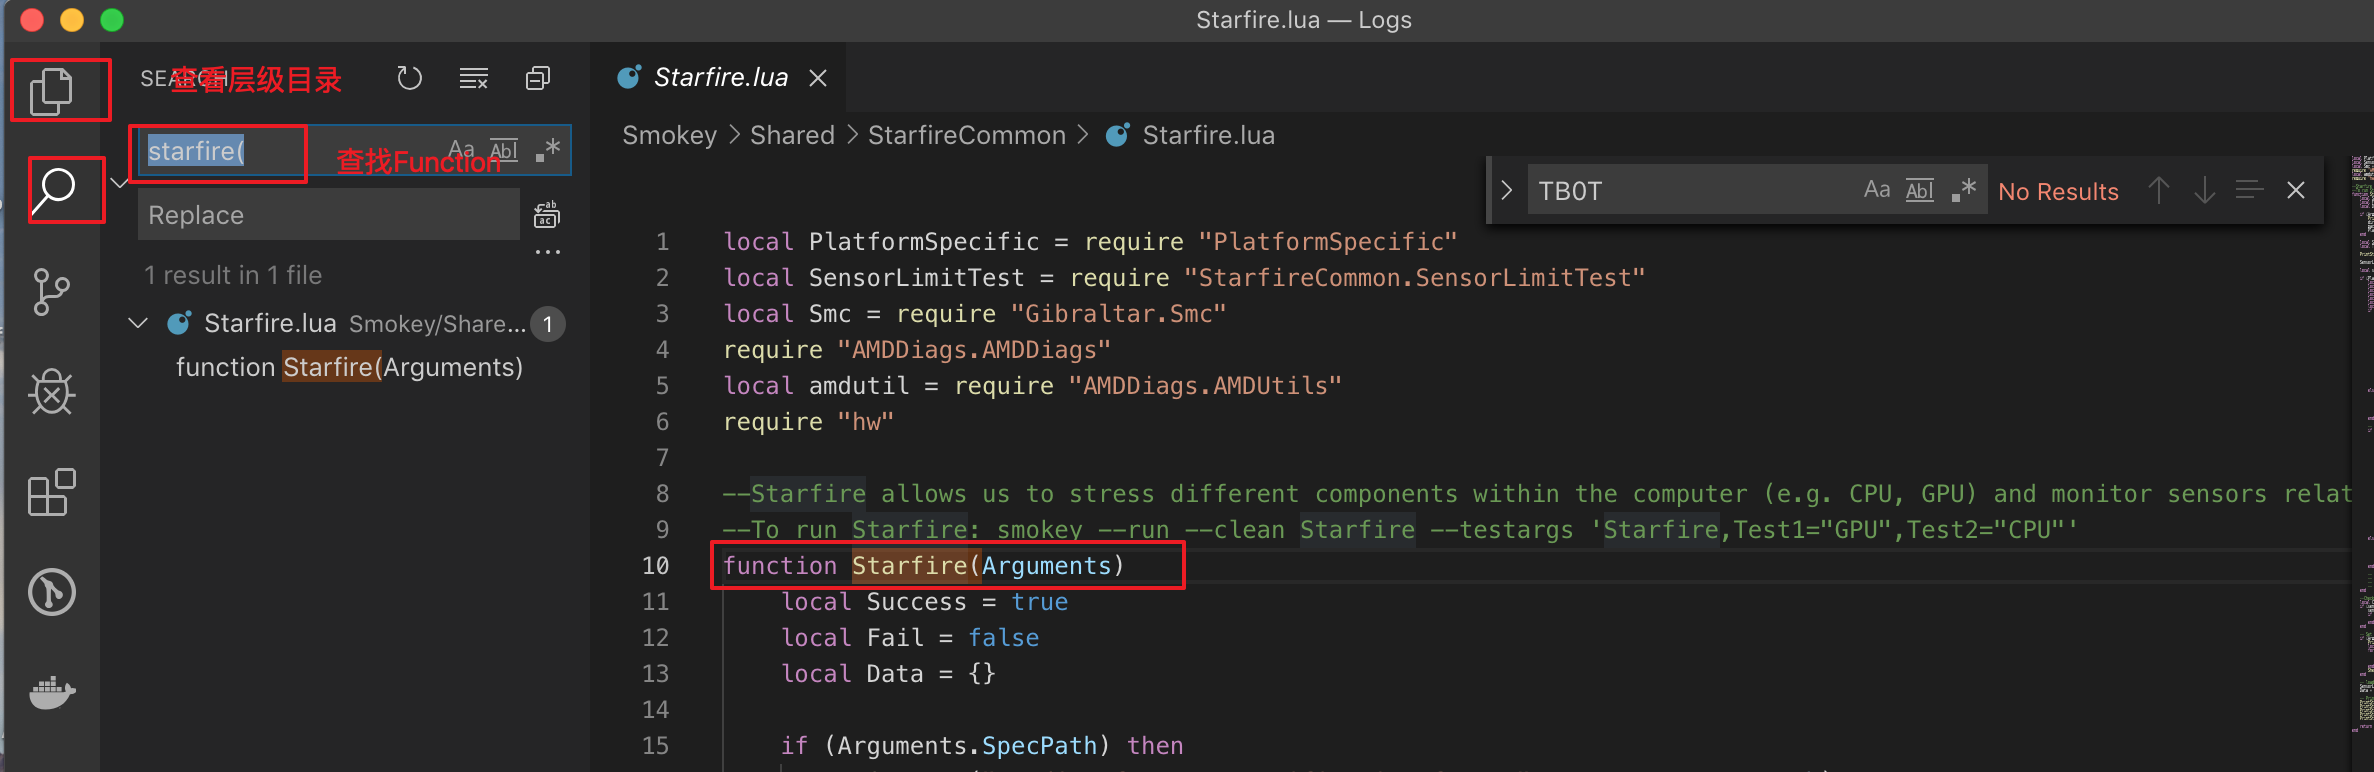 Starfire.lua — Logs
SEARCH
查看层级目录
starfire(
Aa Abl .*
查找Function
Replace
1 result in 1 file
Starfire.lua Smokey/Share... 1
function Starfire(Arguments)
Starfire.lua
Smokey > Shared > StarfireCommon > Starfire.lua
TB0T Aa Abl .* No Results
1 local PlatformSpecific = require "PlatformSpecific"
2 local SensorLimitTest = require "StarfireCommon.SensorLimitTest"
3 local Smc = require "Gibraltar.Smc"
4 require "AMDDiags.AMDDiags"
5 local amdutil = require "AMDDiags.AMDUtils"
6 require "hw"
7
8 --Starfire allows us to stress different components within the computer (e.g. CPU, GPU) and monitor sensors relat
9 --To run Starfire: smokey --run --clean Starfire --testargs 'Starfire,Test1="GPU",Test2="CPU"'
10 function Starfire(Arguments)
11 local Success = true
12 local Fail = false
13 local Data = {}
14
15 if (Arguments.SpecPath) then